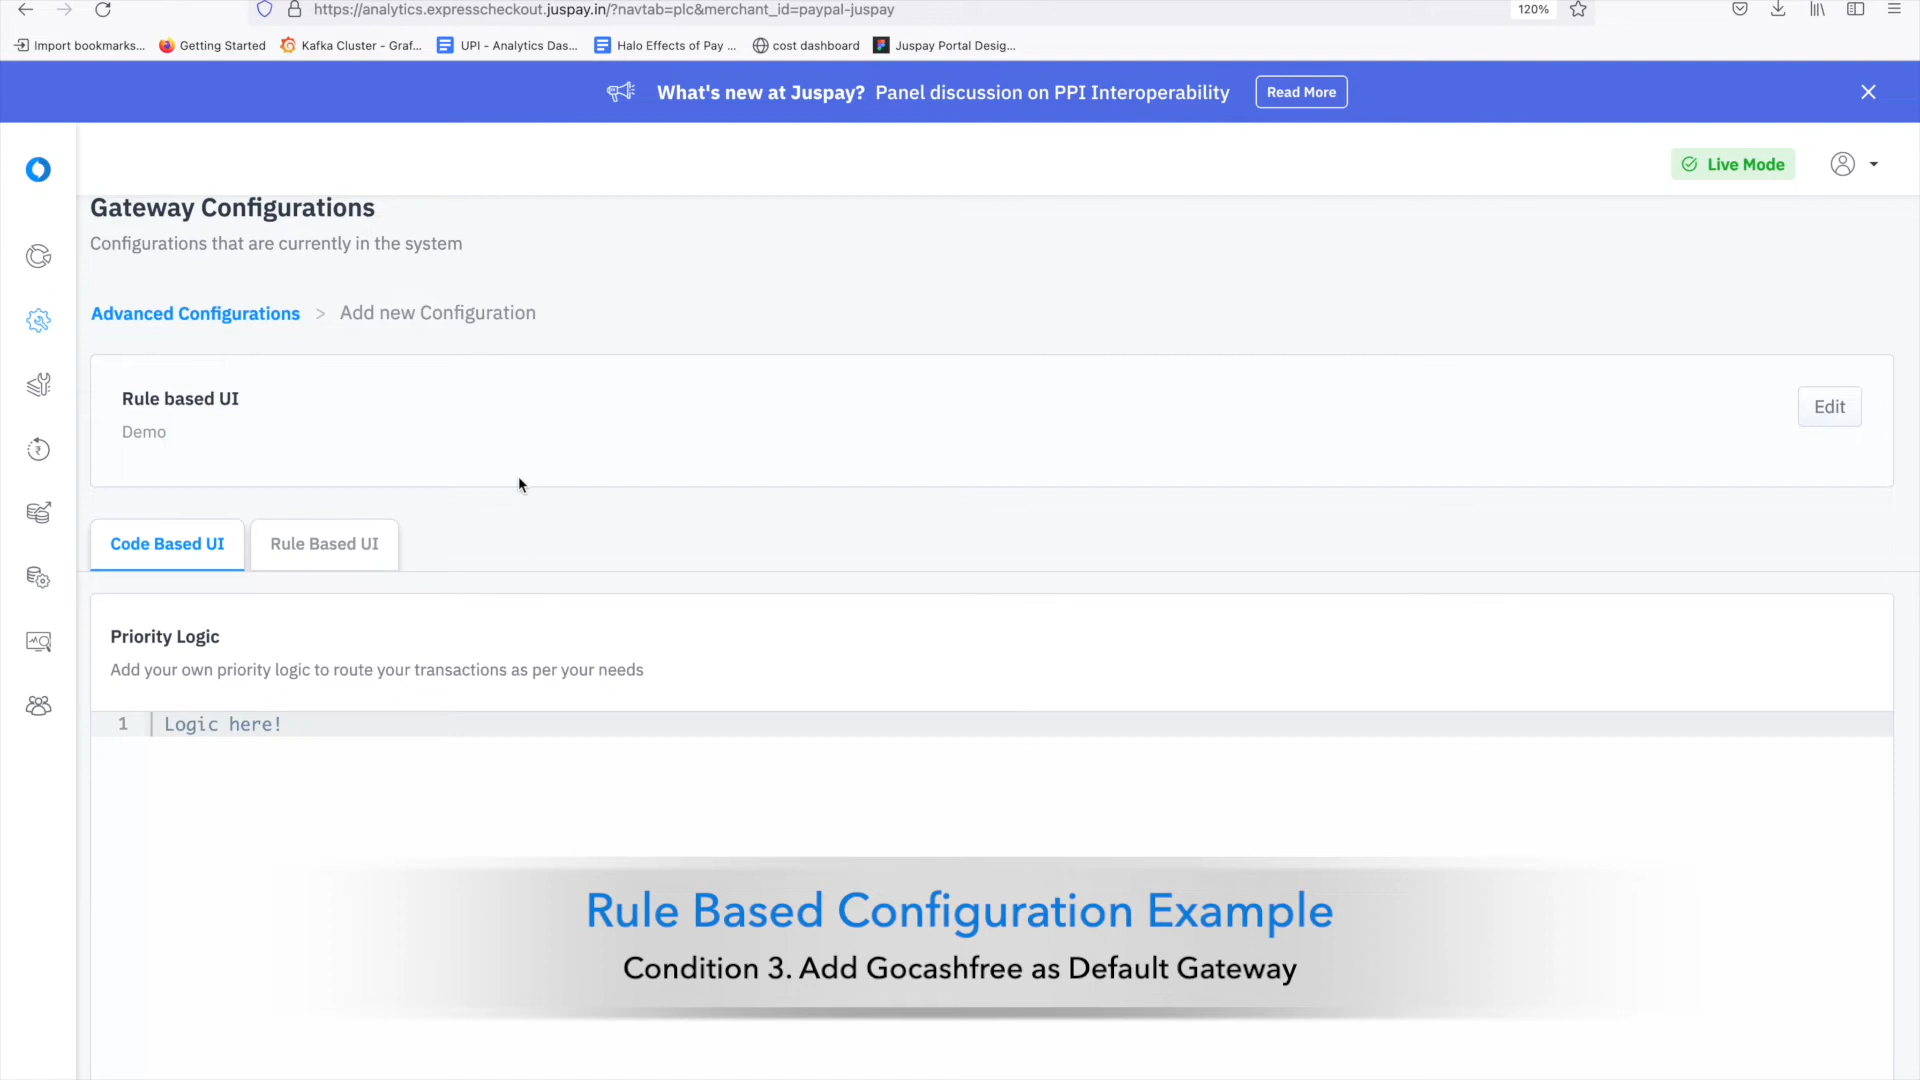 https://analytics.expresscheckout.juspay.in/?navtab=plc&merchant_id=paypal-juspay
120%
Import bookmarks...
Getting Started
Kafka Cluster - Graf...
UPI - Analytics Das...
Halo Effects of Pay ...
cost dashboard
Juspay Portal Desig...
What's new at Juspay? Panel discussion on PPI Interoperability
Read More
Live Mode
Gateway Configurations
Configurations that are currently in the system
Advanced Configurations > Add new Configuration
Rule based UI
Edit
Demo
Code Based UI
Rule Based UI
Priority Logic
Add your own priority logic to route your transactions as per your needs
1 Logic here!
Rule Based Configuration Example
Condition 3. Add Gocashfree as Default Gateway